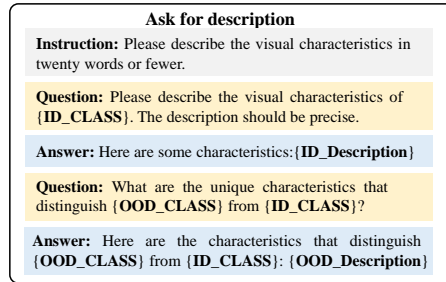 Ask for description
Instruction: Please describe the visual characteristics in
twenty words or fewer.
Question: Please describe the visual characteristics of
{ID_CLASS}. The description should be precise.
Answer: Here are some characteristics:{ID_Description}
Question: What are the unique characteristics that
distinguish {OOD_CLASS} from {ID_CLASS}?
Answer: Here are the characteristics that distinguish
{OOD_CLASS} from {ID_CLASS}: {OOD_Description}